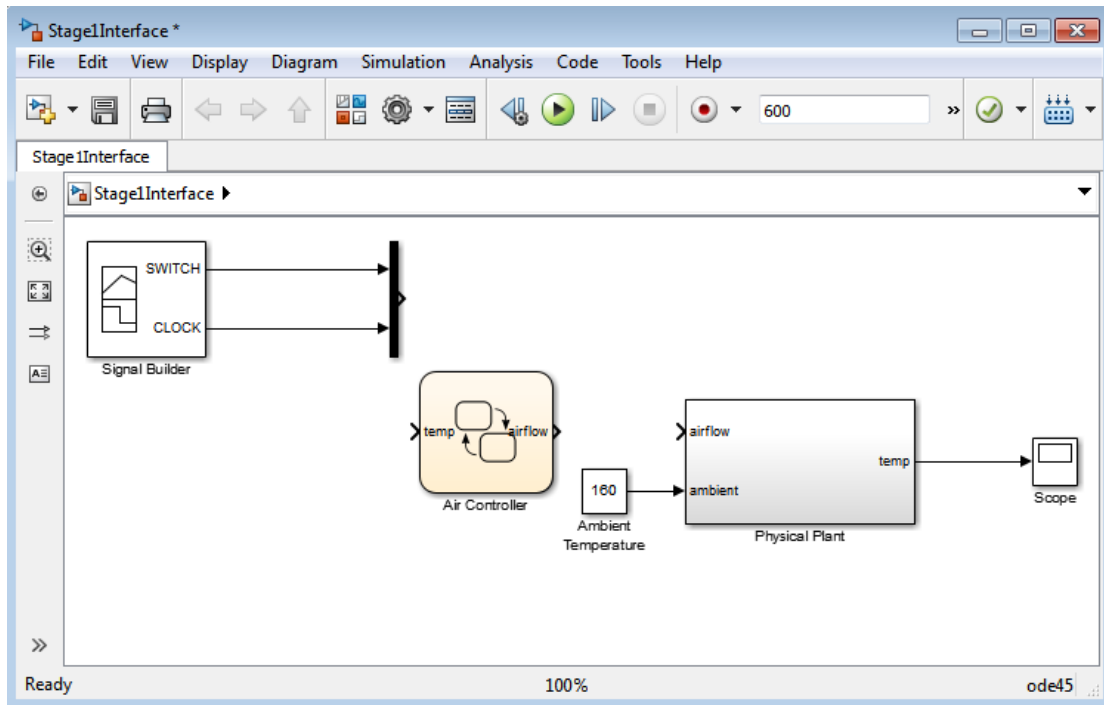 Stage1Interface *
File Edit View Display Diagram Simulation Analysis Code Tools Help
600
Stage1Interface
Stage1Interface
SWITCH
CLOCK
Signal Builder
temp airflow
Air Controller
160
Ambient
Temperature
airflow
temp
ambient
Physical Plant
Scope
Ready 100% ode45